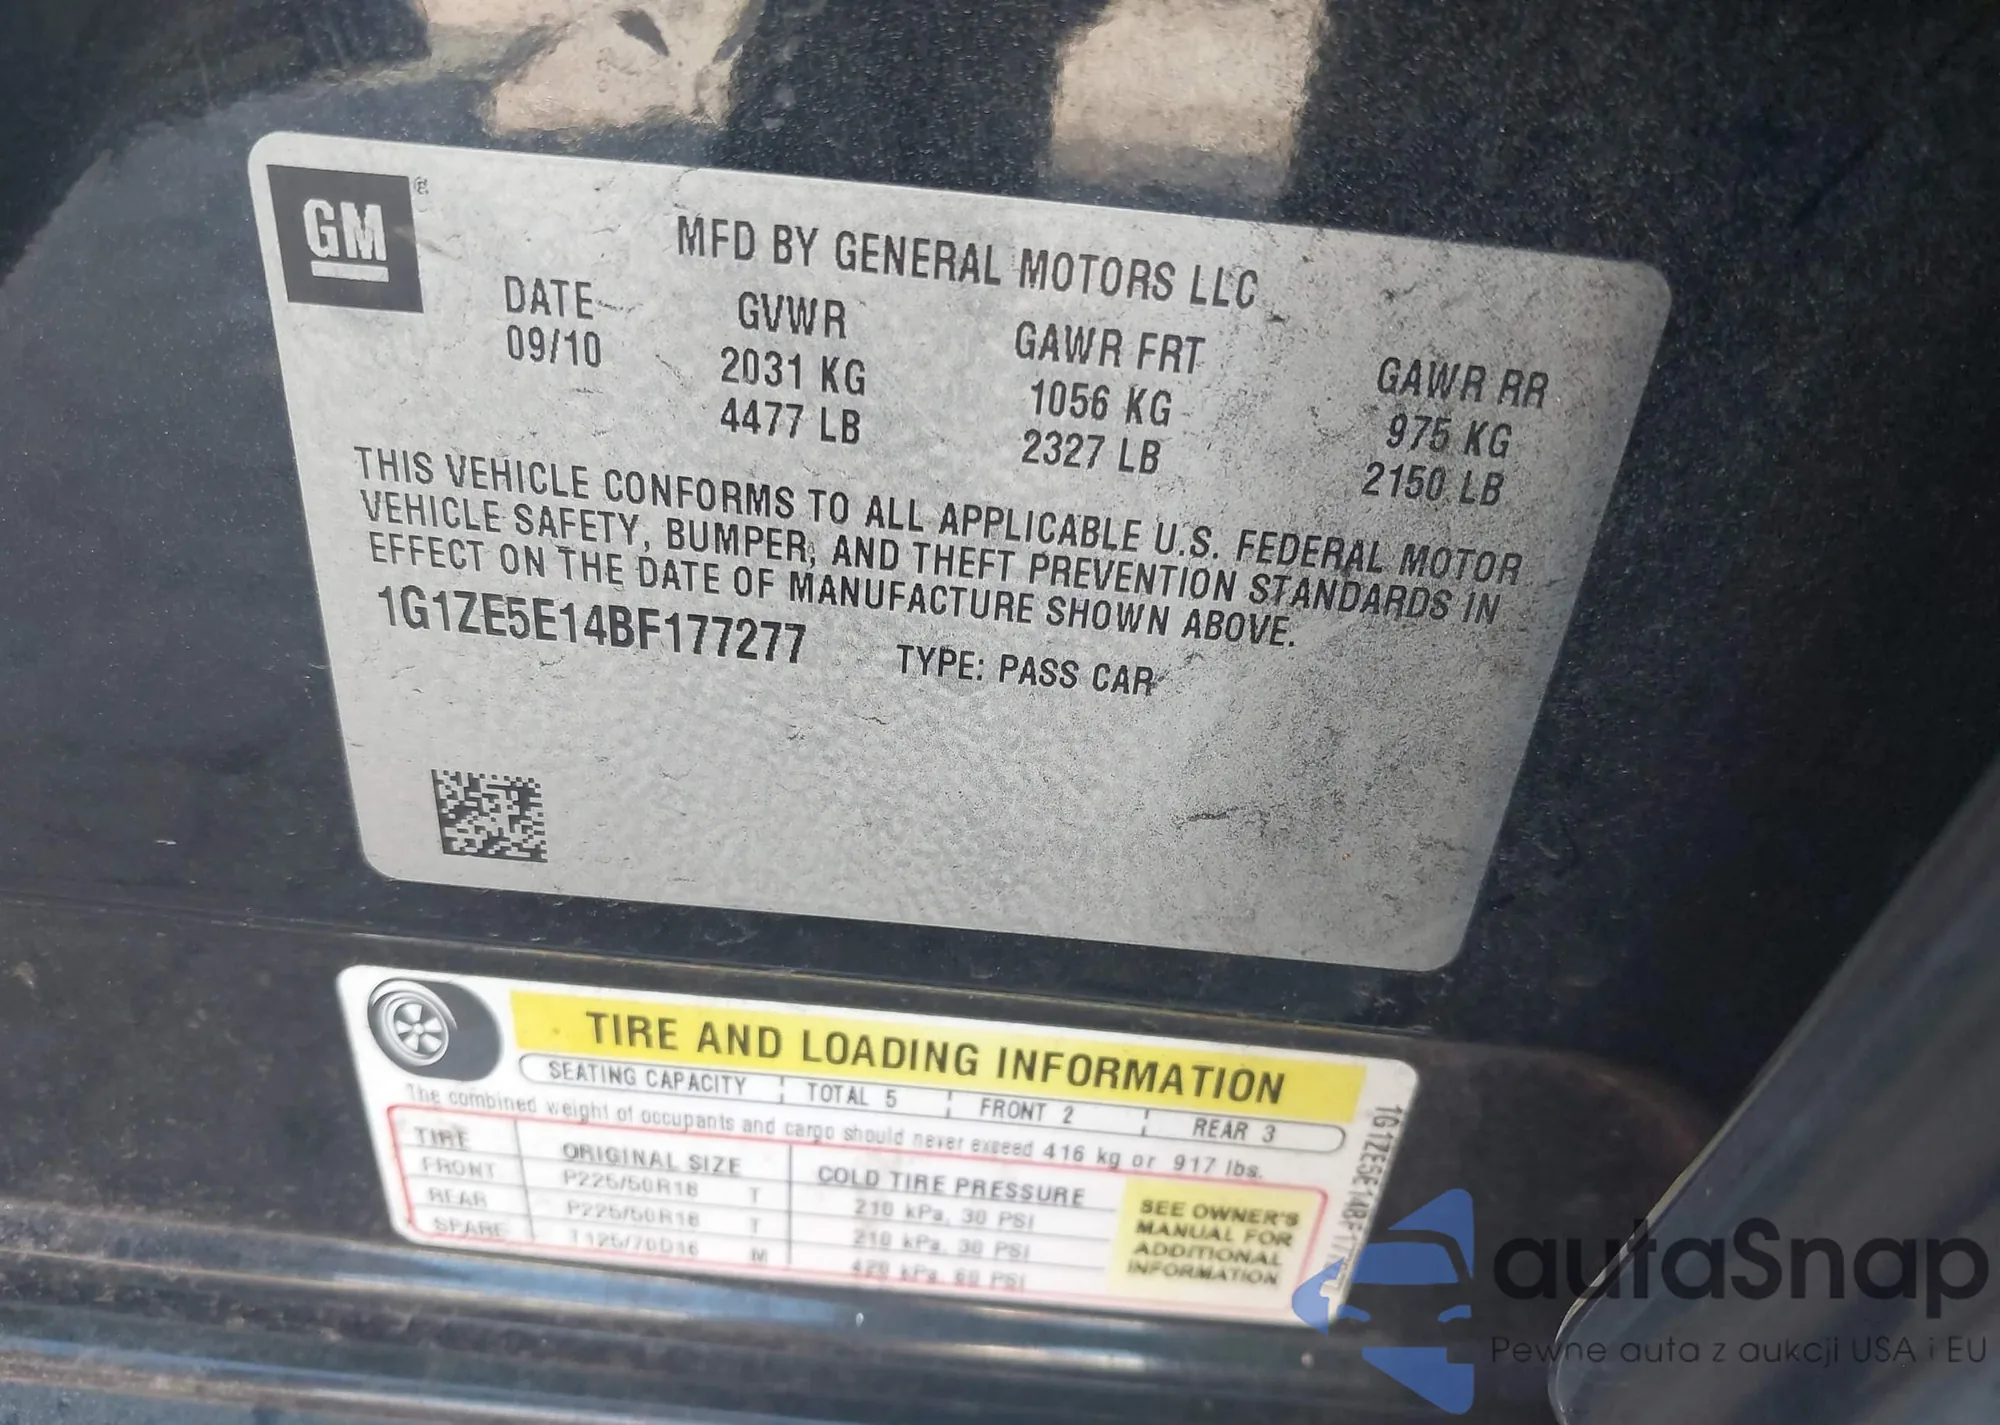 GM ®
MFD BY GENERAL MOTORS LLC
DATE GVWR GAWR FRT GAWR RR
09/10 2031 KG 1056 KG 975 KG
4477 LB 2327 LB 2150 LB
THIS VEHICLE CONFORMS TO ALL APPLICABLE U.S. FEDERAL MOTOR
VEHICLE SAFETY, BUMPER, AND THEFT PREVENTION STANDARDS IN
EFFECT ON THE DATE OF MANUFACTURE SHOWN ABOVE.
1G1ZE5E14BF177277 TYPE: PASS CAR
TIRE AND LOADING INFORMATION
SEATING CAPACITY TOTAL 5 FRONT 2 REAR 3
The combined weight of occupants and cargo should never exceed 416 kg or 917 lbs.
TIRE ORIGINAL SIZE COLD TIRE PRESSURE
FRONT P225/50R18 T 210 kPa, 30 PSI
REAR P225/50R18 T 210 kPa, 30 PSI
SPARE T125/70D16 M 420 kPa, 60 PSI
SEE OWNER'S
MANUAL FOR
ADDITIONAL
INFORMATION
autaSnap
Pewne auta z aukcji USA i EU